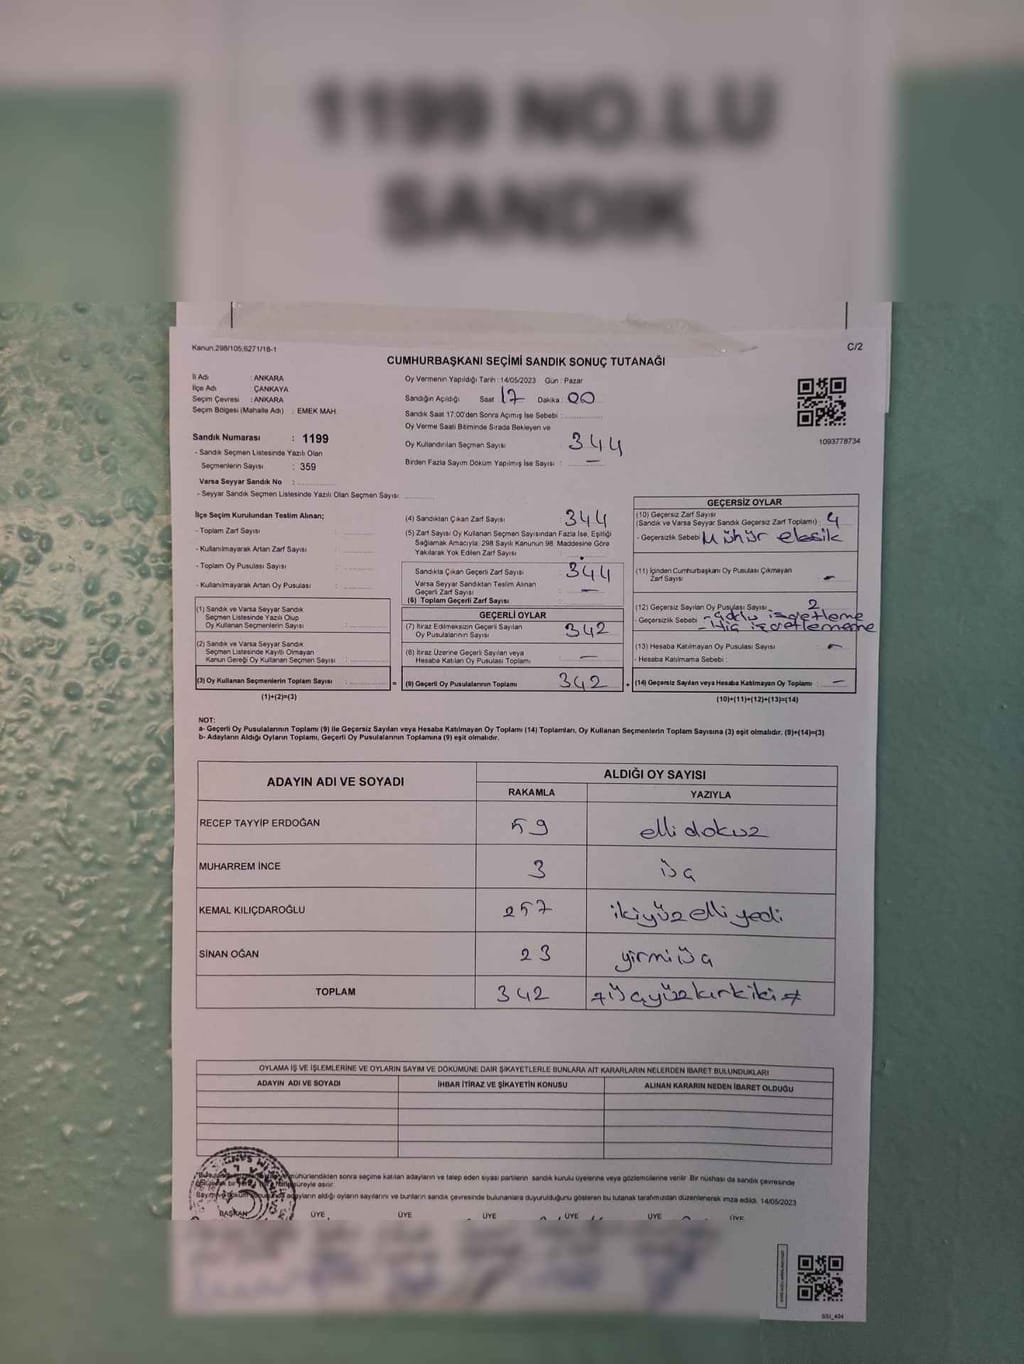 1199 NO.LU
SANDIK
Kanun:298/105;6271/18-1
C/2
CUMHURBAŞKANI SEÇİMİ SANDIK SONUÇ TUTANAĞI
İl Adı : ANKARA
İlçe Adı ÇANKAYA
Seçim Çevresi : ANKARA
Seçim Bölgesi (Mahalle Adı) : EMEK MAH.
Oy Vermenin Yapıldığı Tarih : 14/05/2023 Gün : Pazar
Sandığın Açıldığı Saat 17 Dakika 00
Sandık Saat 17.00'den Sonra Açımış İse Sebebi :
Oy Verme Saati Bitiminde Sırada Bekleyen ve
Oy Kullandırılan Seçmen Sayısı 344
Birden Fazla Sayım Döküm Yapılmış İse Sayısı : —
1093778734
Sandık Numarası : 1199
- Sandık Seçmen Listesinde Yazılı Olan
Seçmenlerin Sayısı : 359
Varsa Seyyar Sandık No :
- Seyyar Sandık Seçmen Listesinde Yazılı Olan Seçmen Sayısı:
İlçe Seçim Kurulundan Teslim Alınan;
- Toplam Zarf Sayısı :
- Kullanılmayarak Artan Zarf Sayısı :
- Toplam Oy Pusulası Sayısı :
- Kullanılmayarak Artan Oy Pusulası :
(1) Sandık ve Varsa Seyyar Sandık
Seçmen Listesinde Yazılı Olup
Oy Kullanan Seçmenlerin Sayısı :
(2) Sandık ve Varsa Seyyar Sandık
Seçmen Listesinde Kayıtlı Olmayan
Kanun Gereği Oy Kullanan Seçmen Sayısı :
(3) Oy Kullanan Seçmenlerin Toplam Sayısı :
(1)+(2)=(3)
(4) Sandıktan Çıkan Zarf Sayısı 344
(5) Zarf Sayısı Oy Kullanan Seçmen Sayısından Fazla İse, Eşitliği
Sağlamak Amacıyla; 298 Sayılı Kanunun 98. Maddesine Göre
Yakılarak Yok Edilen Zarf Sayısı :
Sandıkta Çıkan Geçerli Zarf Sayısı 344
Varsa Seyyar Sandıktan Teslim Alınan
Geçerli Zarf Sayısı —
(6) Toplam Geçerli Zarf Sayısı
GEÇERLİ OYLAR
(7) İtiraz Edilmeksizin Geçerli Sayılan
Oy Pusulalarının Sayısı 342
(8) İtiraz Üzerine Geçerli Sayılan veya
Hesaba Katılan Oy Pusulası Toplamı —
(9) Geçerli Oy Pusulalarının Toplamı 342
GEÇERSİZ OYLAR
(10) Geçersiz Zarf Sayısı
(Sandık ve Varsa Seyyar Sandık Geçersiz Zarf Toplamı) : 4
- Geçersizlik Sebebi Mühür eksik
(11) İçinden Cumhurbaşkanı Oy Pusulası Çıkmayan
Zarf Sayısı —
(12) Geçersiz Sayılan Oy Pusulası Sayısı 2
- Geçersizlik Sebebi - çoklu işaretleme
- Hiç işaretlememe
(13) Hesaba Katılmayan Oy Pusulası Sayısı —
- Hesaba Katılmama Sebebi :
(14) Geçersiz Sayılan veya Hesaba Katılmayan Oy Toplamı : —
(10)+(11)+(12)+(13)=(14)
NOT:
a- Geçerli Oy Pusulalarının Toplamı (9) ile Geçersiz Sayılan veya Hesaba Katılmayan Oy Toplamı (14) Toplamları, Oy Kullanan Seçmenlerin Toplam Sayısına (3) eşit olmalıdır. (9)+(14)=(3)
b- Adayların Aldığı Oyların Toplamı, Geçerli Oy Pusulalarının Toplamına (9) eşit olmalıdır.
ADAYIN ADI VE SOYADI ALDIĞI OY SAYISI
RAKAMLA YAZIYLA
RECEP TAYYİP ERDOĞAN 59 elli dokuz
MUHARREM İNCE 3 üç
KEMAL KILIÇDAROĞLU 257 ikiyüz elli yedi
SİNAN OĞAN 23 yirmi üç
TOPLAM 342 #üçyüzkırkiki#
OYLAMA İŞ VE İŞLEMLERİNE VE OYLARIN SAYIM VE DÖKÜMÜNE DAİR ŞİKAYETLERLE BUNLARA AİT KARARLARIN NELERDEN İBARET BULUNDUKLARI
ADAYIN ADI VE SOYADI İHBAR İTİRAZ VE ŞİKAYETİN KONUSU ALINAN KARARIN NEDEN İBARET OLDUĞU
mühürlendikten sonra seçime katılan adayların ve talep eden siyasi partilerin sandık kurulu üyelerine veya gözlemcilerine verilir. Bir nüshası da sandık çevresinde
süreyle asılır.
adayların aldığı oyların sayılarını ve bunların sandık çevresinde bulunanlara duyurulduğunu gösteren bu tutanak tarafımızdan düzenlenerek imza edildi. 14/05/2023
BAŞKAN ÜYE ÜYE ÜYE ÜYE ÜYE ÜYE